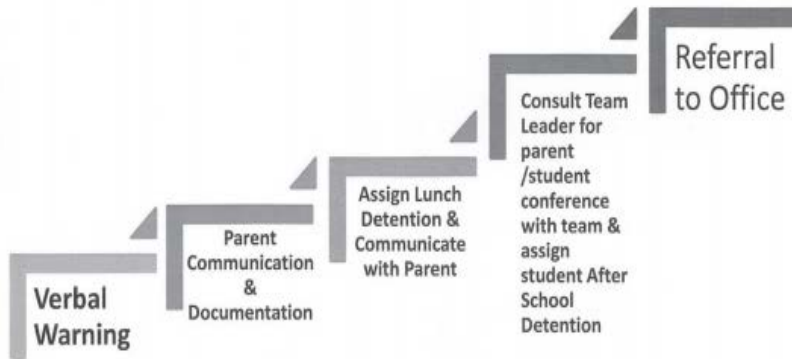 Verbal
Warning
Parent
Communication
&
Documentation
Assign Lunch
Detention &
Communicate
with Parent
Consult Team
Leader for
parent
/student
conference
with team &
assign
student After
School
Detention
Referral
to Office